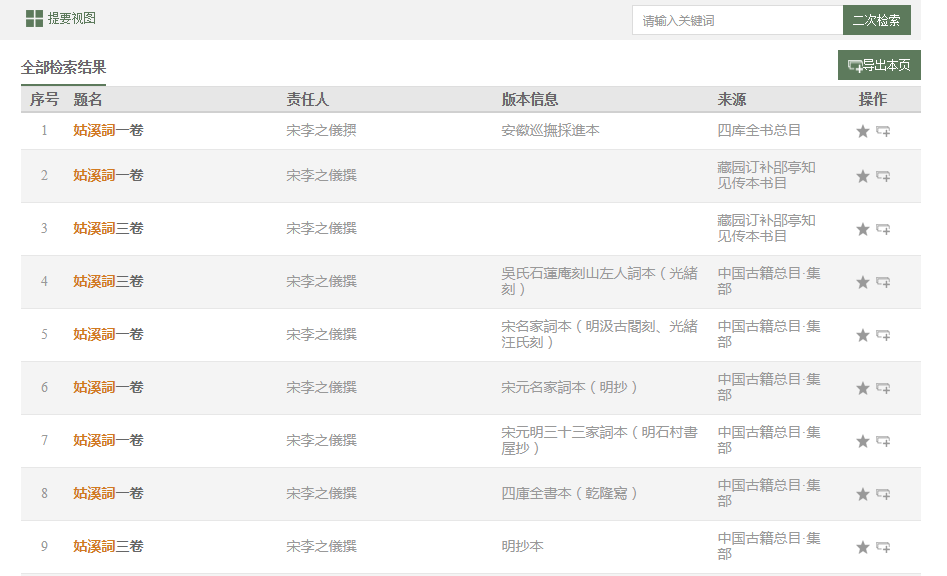 提要视图
请输入关键词
二次检索
全部检索结果
导出本页
序号 题名 责任人 版本信息 来源 操作
1 姑溪詞一卷 宋李之儀撰 安徽巡撫採進本 四库全书总目
2 姑溪詞一卷 宋李之儀撰 藏园订补郘亭知
见传本书目
3 姑溪詞三卷 宋李之儀撰 藏园订补郘亭知
见传本书目
4 姑溪詞三卷 宋李之儀撰 吳氏石蓮庵刻山左人詞本（光緒
刻） 中国古籍总目·集
部
5 姑溪詞一卷 宋李之儀撰 宋名家詞本（明汲古閣刻、光緒
汪氏刻） 中国古籍总目·集
部
6 姑溪詞一卷 宋李之儀撰 宋元名家詞本（明抄） 中国古籍总目·集
部
7 姑溪詞一卷 宋李之儀撰 宋元明三十三家詞本（明石村書
屋抄） 中国古籍总目·集
部
8 姑溪詞一卷 宋李之儀撰 四庫全書本（乾隆寫） 中国古籍总目·集
部
9 姑溪詞三卷 宋李之儀撰 明抄本 中国古籍总目·集
部